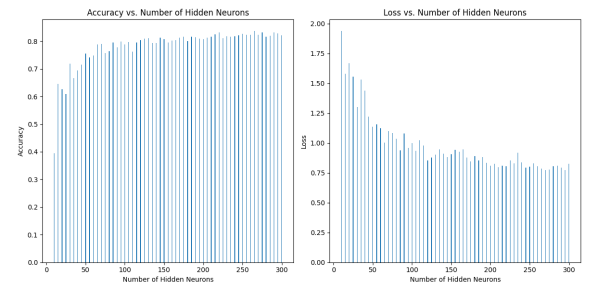 Accuracy vs. Number of Hidden Neurons
Accuracy
0.8
0.7
0.6
0.5
0.4
0.3
0.2
0.1
0.0
0 50 100 150 200 250 300
Number of Hidden Neurons
Loss vs. Number of Hidden Neurons
Loss
2.00
1.75
1.50
1.25
1.00
0.75
0.50
0.25
0.00
0 50 100 150 200 250 300
Number of Hidden Neurons